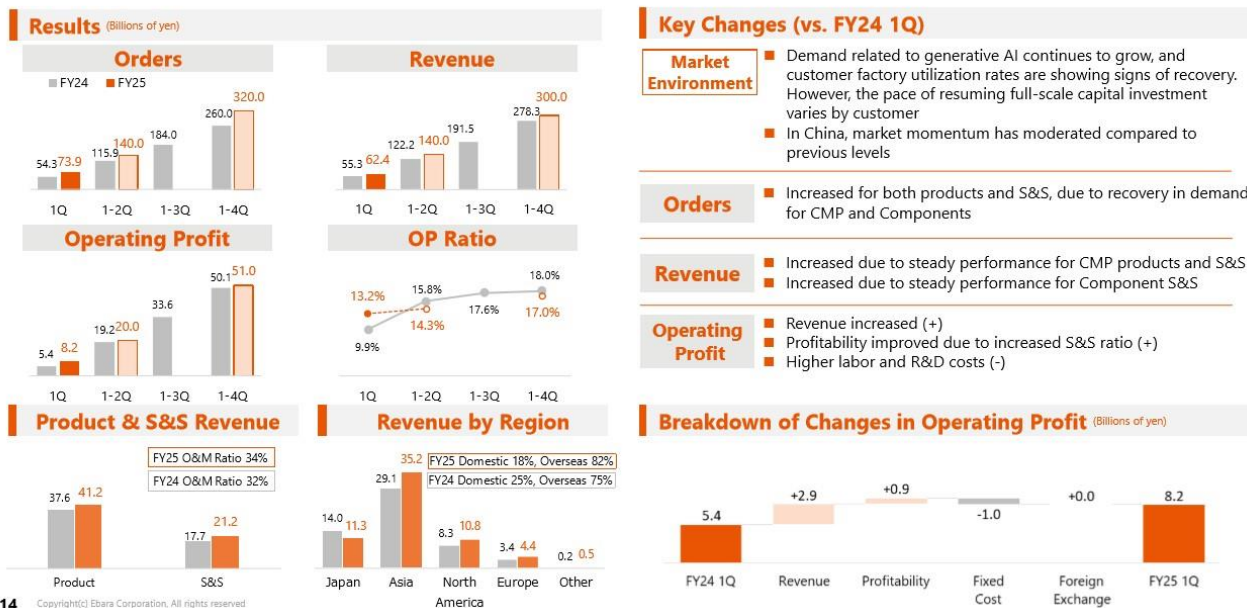 Results (Billions of yen)
Orders
FY24 FY25
54.3 73.9 115.9 140.0 184.0 260.0 320.0
1Q 1-2Q 1-3Q 1-4Q
Revenue
55.3 62.4 122.2 140.0 191.5 278.3 300.0
1Q 1-2Q 1-3Q 1-4Q
Operating Profit
5.4 8.2 19.2 20.0 33.6 50.1 51.0
1Q 1-2Q 1-3Q 1-4Q
OP Ratio
13.2% 15.8% 18.0%
9.9% 14.3% 17.6% 17.0%
1Q 1-2Q 1-3Q 1-4Q
Product & S&S Revenue
FY25 O&M Ratio 34%
FY24 O&M Ratio 32%
37.6 41.2 17.7 21.2
Product S&S
Revenue by Region
FY25 Domestic 18%, Overseas 82%
FY24 Domestic 25%, Overseas 75%
14.0 11.3 29.1 35.2 8.3 10.8 3.4 4.4 0.2 0.5
Japan Asia North Europe Other
America
Key Changes (vs. FY24 1Q)
Market
Environment
■ Demand related to generative AI continues to grow, and
customer factory utilization rates are showing signs of recovery.
However, the pace of resuming full-scale capital investment
varies by customer
■ In China, market momentum has moderated compared to
previous levels
Orders
■ Increased for both products and S&S, due to recovery in demand
for CMP and Components
Revenue
■ Increased due to steady performance for CMP products and S&S
■ Increased due to steady performance for Component S&S
Operating
Profit
■ Revenue increased (+)
■ Profitability improved due to increased S&S ratio (+)
■ Higher labor and R&D costs (-)
Breakdown of Changes in Operating Profit (Billions of yen)
5.4 +2.9 +0.9 -1.0 +0.0 8.2
FY24 1Q Revenue Profitability Fixed Foreign FY25 1Q
Cost Exchange
14 Copyright(c) Ebara Corporation, All rights reserved